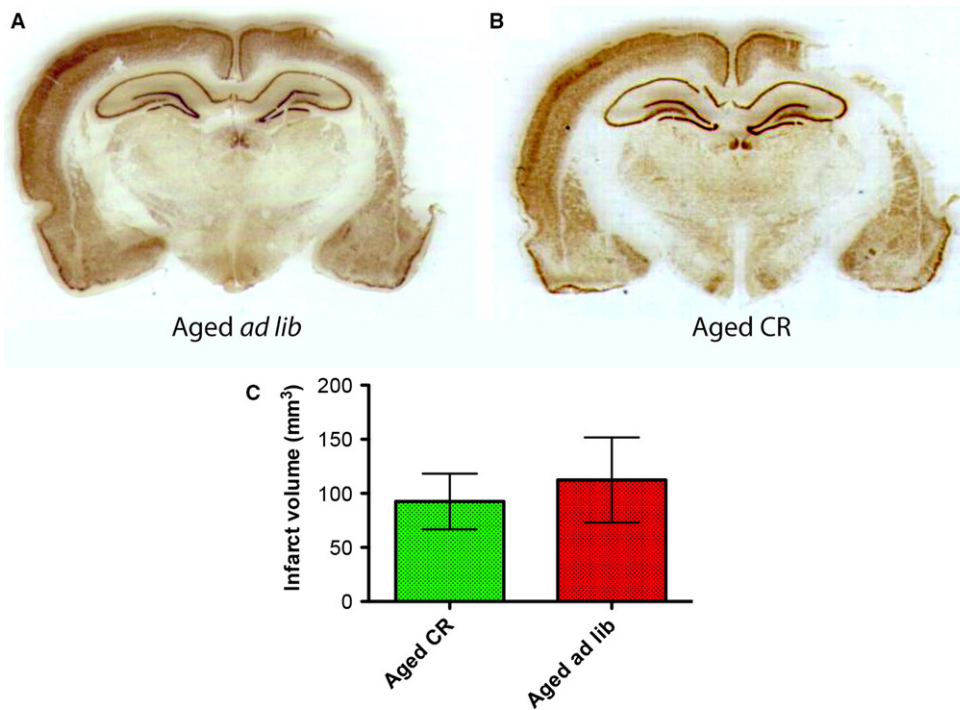 A
B
Aged ad lib
Aged CR
C
Infarct volume (mm³)
200
150
100
50
0
Aged CR
Aged ad lib